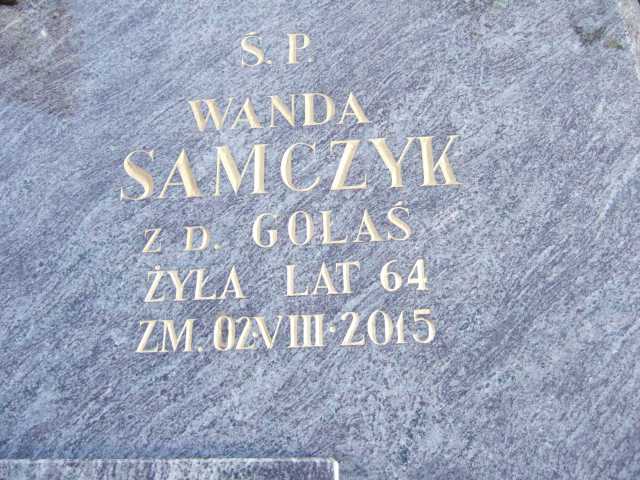 Ś. P.
WANDA
SAMCZYK
Z D. GOLAŚ
ŻYŁA LAT 64
ZM. 02·VIII·2015